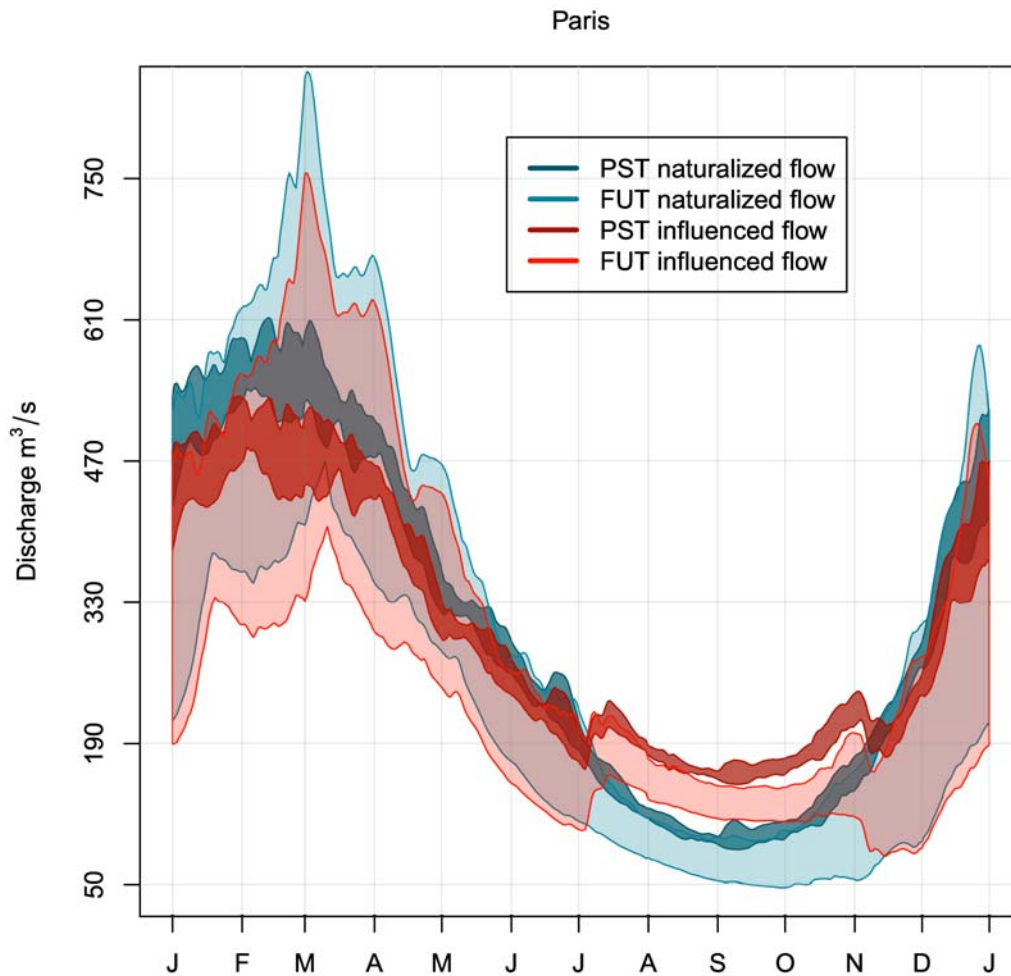 Paris
Discharge m³/s
750
610
470
330
190
50
PST naturalized flow
FUT naturalized flow
PST influenced flow
FUT influenced flow
J F M A M J J A S O N D J